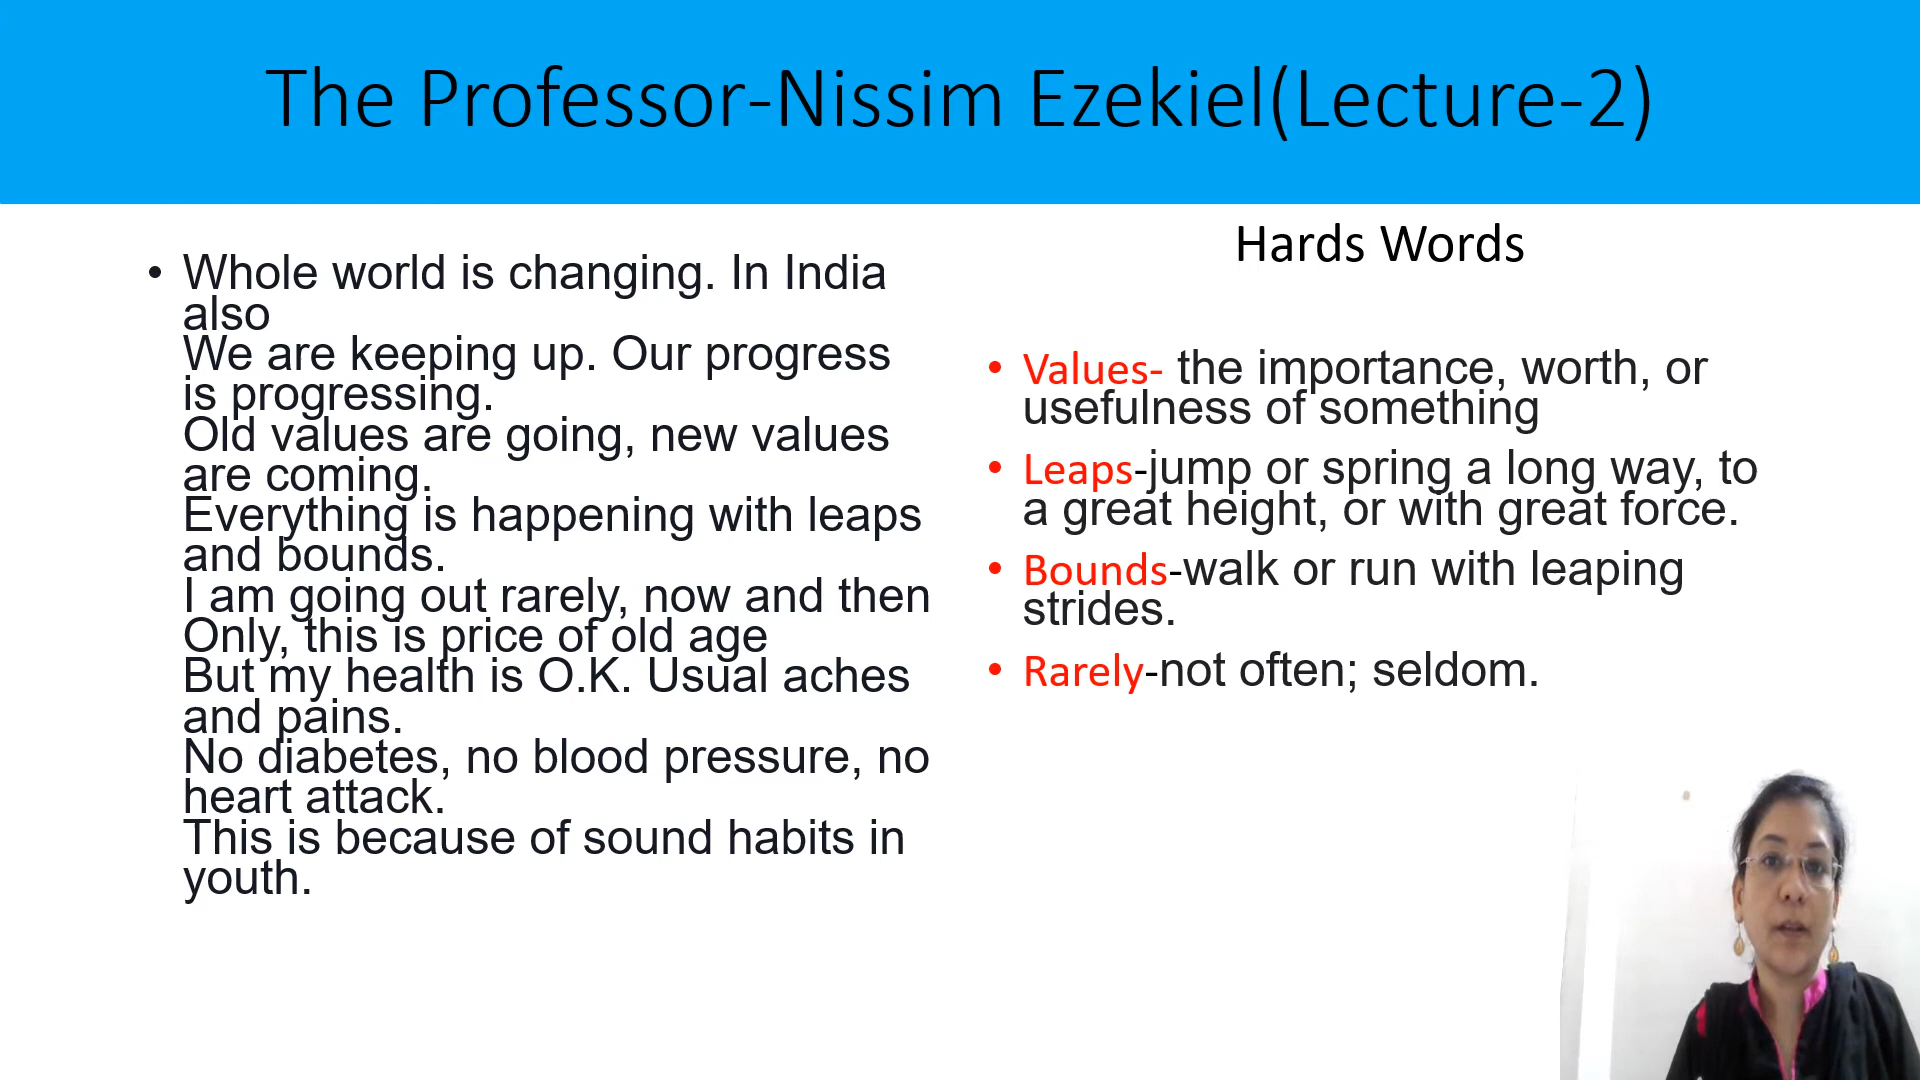 The Professor-Nissim Ezekiel(Lecture-2)
• Whole world is changing. In India
also
We are keeping up. Our progress
is progressing.
Old values are going, new values
are coming.
Everything is happening with leaps
and bounds.
I am going out rarely, now and then
Only, this is price of old age
But my health is O.K. Usual aches
and pains.
No diabetes, no blood pressure, no
heart attack.
This is because of sound habits in
youth.
Hards Words
• Values- the importance, worth, or
usefulness of something
• Leaps-jump or spring a long way, to
a great height, or with great force.
• Bounds-walk or run with leaping
strides.
• Rarely-not often; seldom.